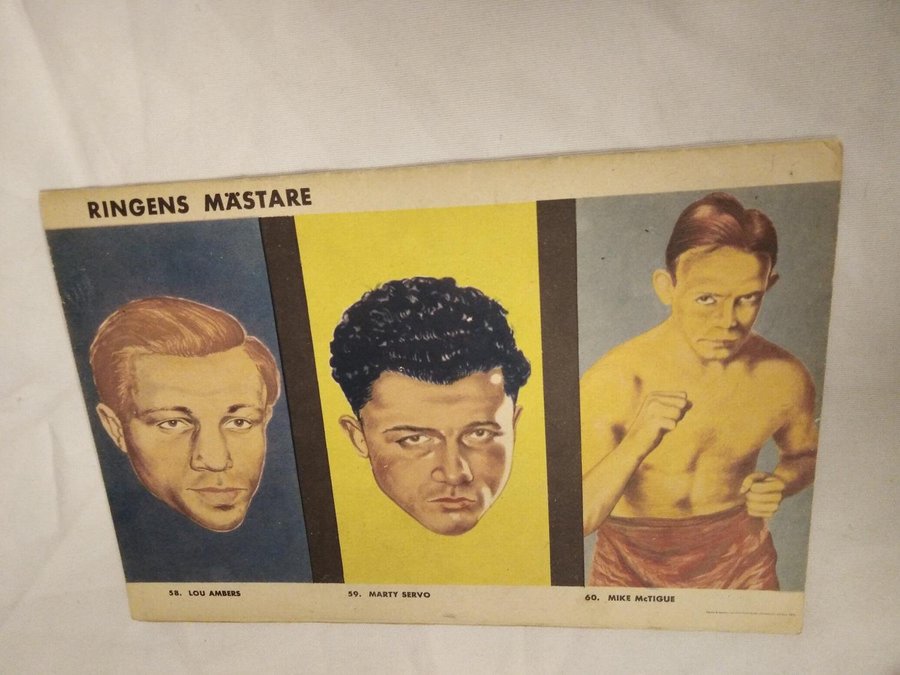 RINGENS MÄSTARE
58. LOU AMBERS
59. MARTY SERVO
60. MIKE McTIGUE